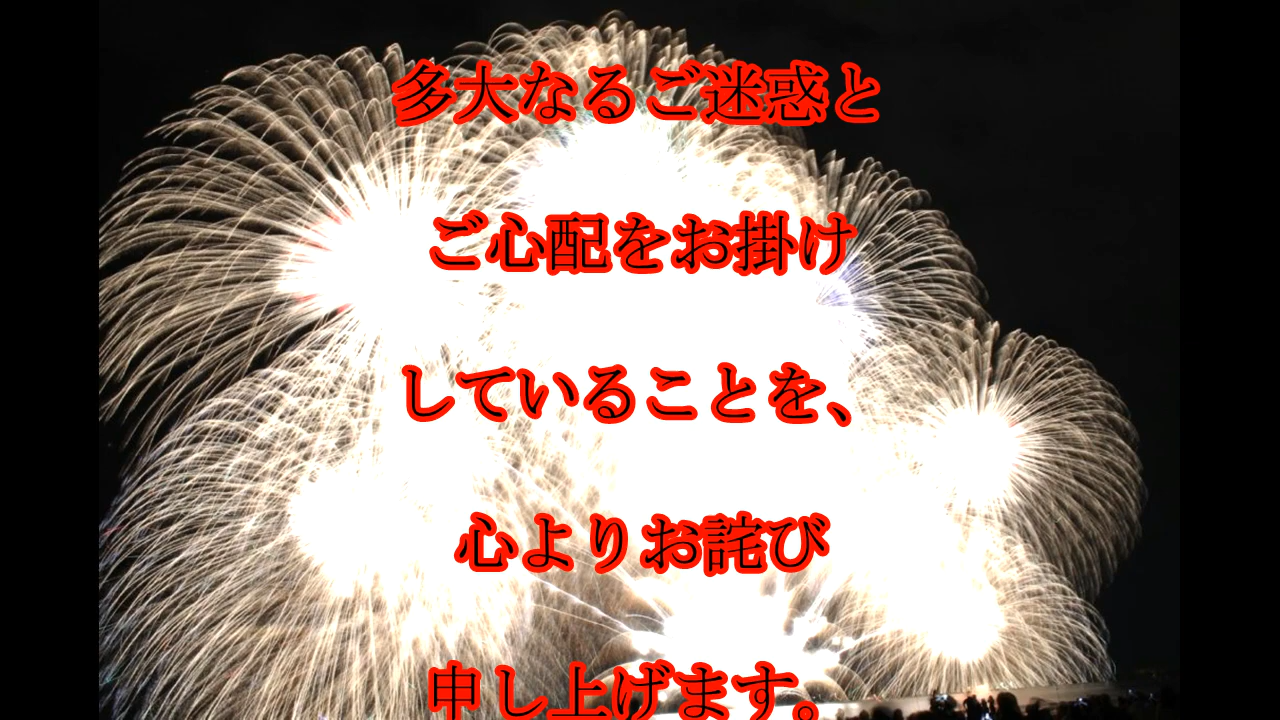 多大なるご迷惑と
ご心配をお掛け
していることを、
心よりお詫び
申し上げます。